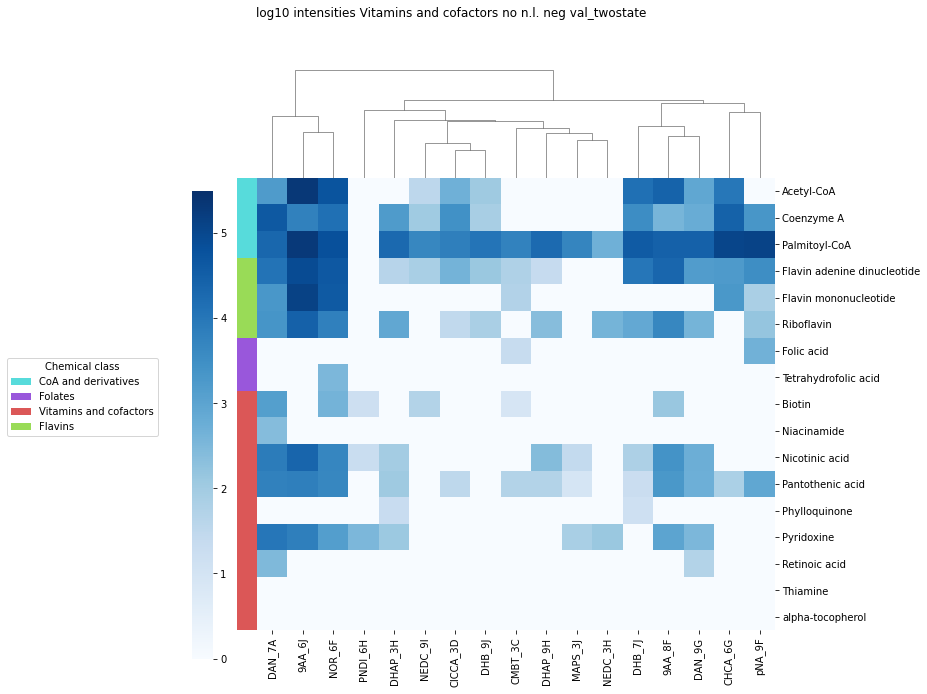 log10 intensities Vitamins and cofactors no n.l. neg val_twostate
Acetyl-CoA
Coenzyme A
Palmitoyl-CoA
Flavin adenine dinucleotide
Flavin mononucleotide
Riboflavin
Folic acid
Tetrahydrofolic acid
Biotin
Niacinamide
Nicotinic acid
Pantothenic acid
Phylloquinone
Pyridoxine
Retinoic acid
Thiamine
alpha-tocopherol
5
4
3
2
1
0
Chemical class
CoA and derivatives
Folates
Vitamins and cofactors
Flavins
DAN_7A
9AA_6J
NOR_6F
PNDI_6H
DHAP_3H
NEDC_9I
ClCCA_3D
DHB_9J
CMBT_3C
DHAP_9H
MAPS_3J
NEDC_3H
DHB_7J
9AA_8F
DAN_9G
CHCA_6G
pNA_9F